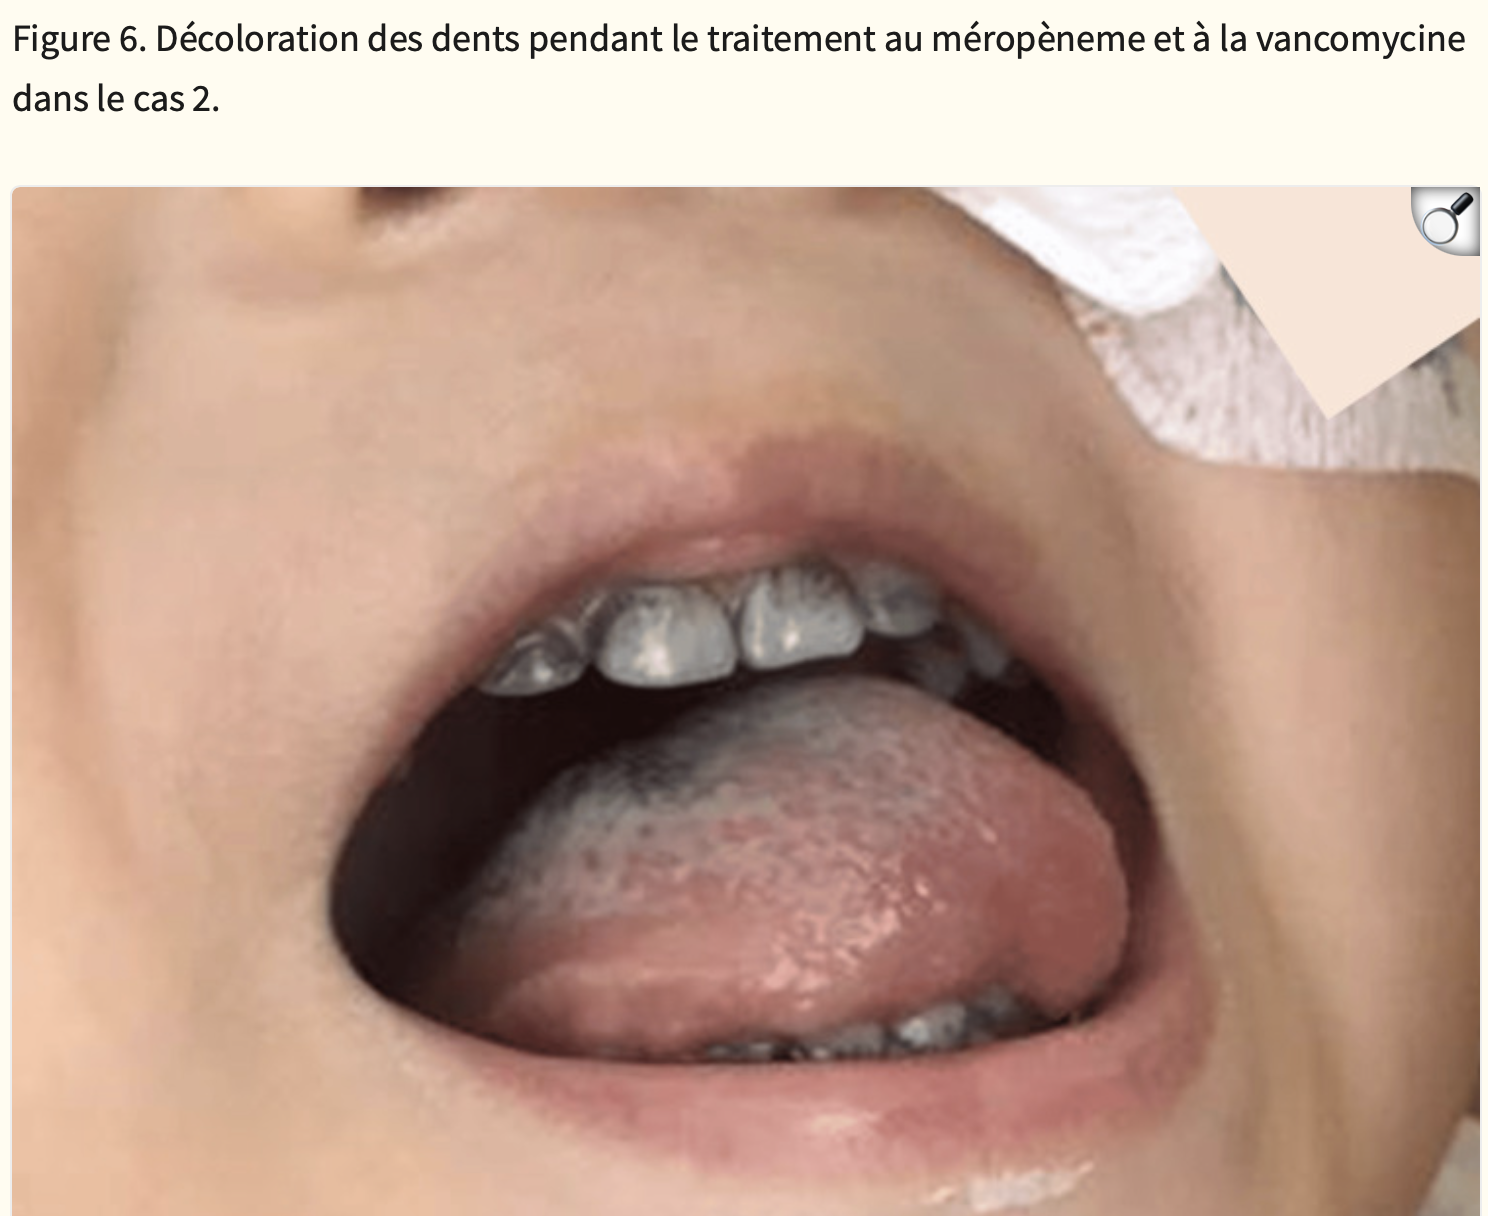 Figure 6. Décoloration des dents pendant le traitement au méropèneme et à la vancomycine
dans le cas 2.